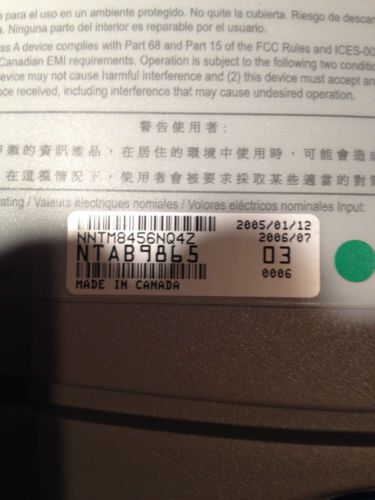 para el uso en un ambiente protegido. No quite la cubierta. Riesgo de descar
. Ninguna parte del interior es reparable por el usuario.
ss A device complies with Part 68 and Part 15 of the FCC Rules and ICES-00
Canadian EMI requirements. Operation is subject to the following two conditio
device may not cause harmful interference and (2) this device must accept an
nce received, including interference that may cause undesired operation.
警告使用者:
類的資訊產品,在居住的環境中使用時,可能會造成
在這種情況下,使用者會被要求採取某些適當的對
ating / Valeurs électriques nomiales / Volores eléctricos nominales Input:
2005/01/12
NNTM8456NQ4Z 2006/07
NTAB9865 03
0006
MADE IN CANADA